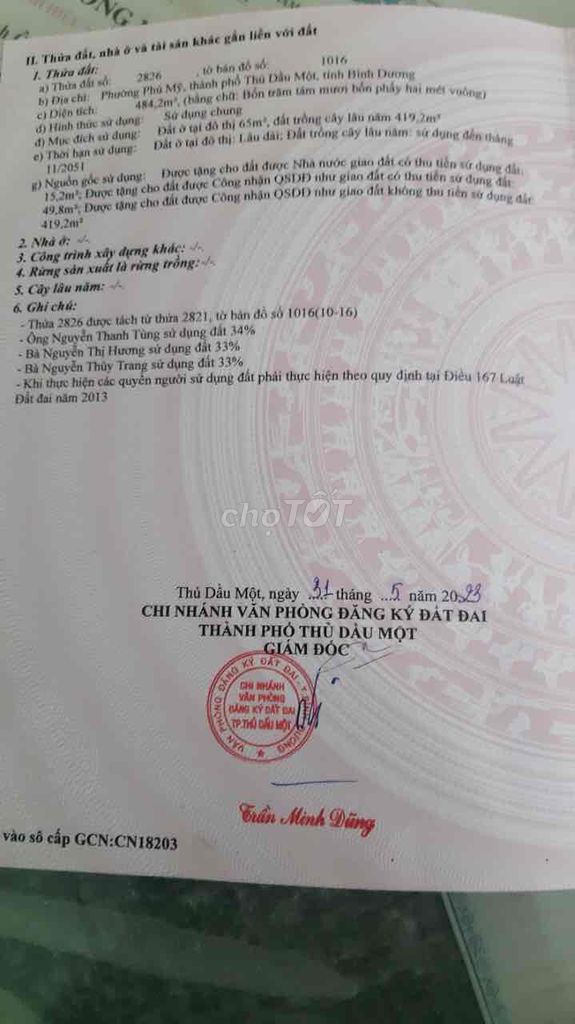 II. Thửa đất, nhà ở và tài sản khác gắn liền với đất
1. Thửa đất:
a) Thửa đất số: 2826 , tờ bản đồ số: 1016
b) Địa chỉ: Phường Phú Mỹ, thành phố Thủ Dầu Một, tỉnh Bình Dương
c) Diện tích: 484,2m², (bằng chữ: Bốn trăm tám mươi bốn phẩy hai mét vuông)
d) Hình thức sử dụng: Sử dụng chung
đ) Mục đích sử dụng: Đất ở tại đô thị 65m², đất trồng cây lâu năm 419,2m²
e) Thời hạn sử dụng: Đất ở tại đô thị: Lâu dài; Đất trồng cây lâu năm: sử dụng đến tháng
11/2051
g) Nguồn gốc sử dụng: Được tặng cho đất được Nhà nước giao đất có thu tiền sử dụng đất:
15,2m²; Được tặng cho đất được Công nhận QSDĐ như giao đất có thu tiền sử dụng đất:
49,8m²; Được tặng cho đất được Công nhận QSDĐ như giao đất không thu tiền sử dụng đất:
419,2m²
2. Nhà ở: -/-
3. Công trình xây dựng khác: -/-
4. Rừng sản xuất là rừng trồng: -/-
5. Cây lâu năm: -/-
6. Ghi chú:
- Thửa 2826 được tách từ thửa 2821, tờ bản đồ số 1016(10-16)
- Ông Nguyễn Thanh Tùng sử dụng đất 34%
- Bà Nguyễn Thị Hương sử dụng đất 33%
- Bà Nguyễn Thùy Trang sử dụng đất 33%
- Khi thực hiện các quyền người sử dụng đất phải thực hiện theo quy định tại Điều 167 Luật
Đất đai năm 2013
chợTỐT
Thủ Dầu Một, ngày 31 tháng 5 năm 2023
CHI NHÁNH VĂN PHÒNG ĐĂNG KÝ ĐẤT ĐAI
THÀNH PHỐ THỦ DẦU MỘT
GIÁM ĐỐC
VĂN PHÒNG ĐĂNG KÝ ĐẤT ĐAI
CHI NHÁNH
VĂN PHÒNG
ĐĂNG KÝ ĐẤT ĐAI
TP.THỦ DẦU MỘT
Trần Minh Dũng
vào sổ cấp GCN:CN18203